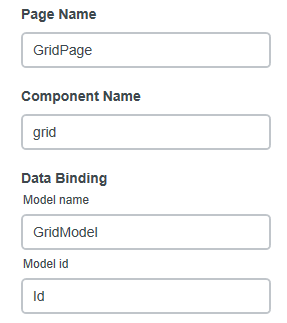 Page Name
GridPage
Component Name
grid
Data Binding
Model name
GridModel
Model id
Id